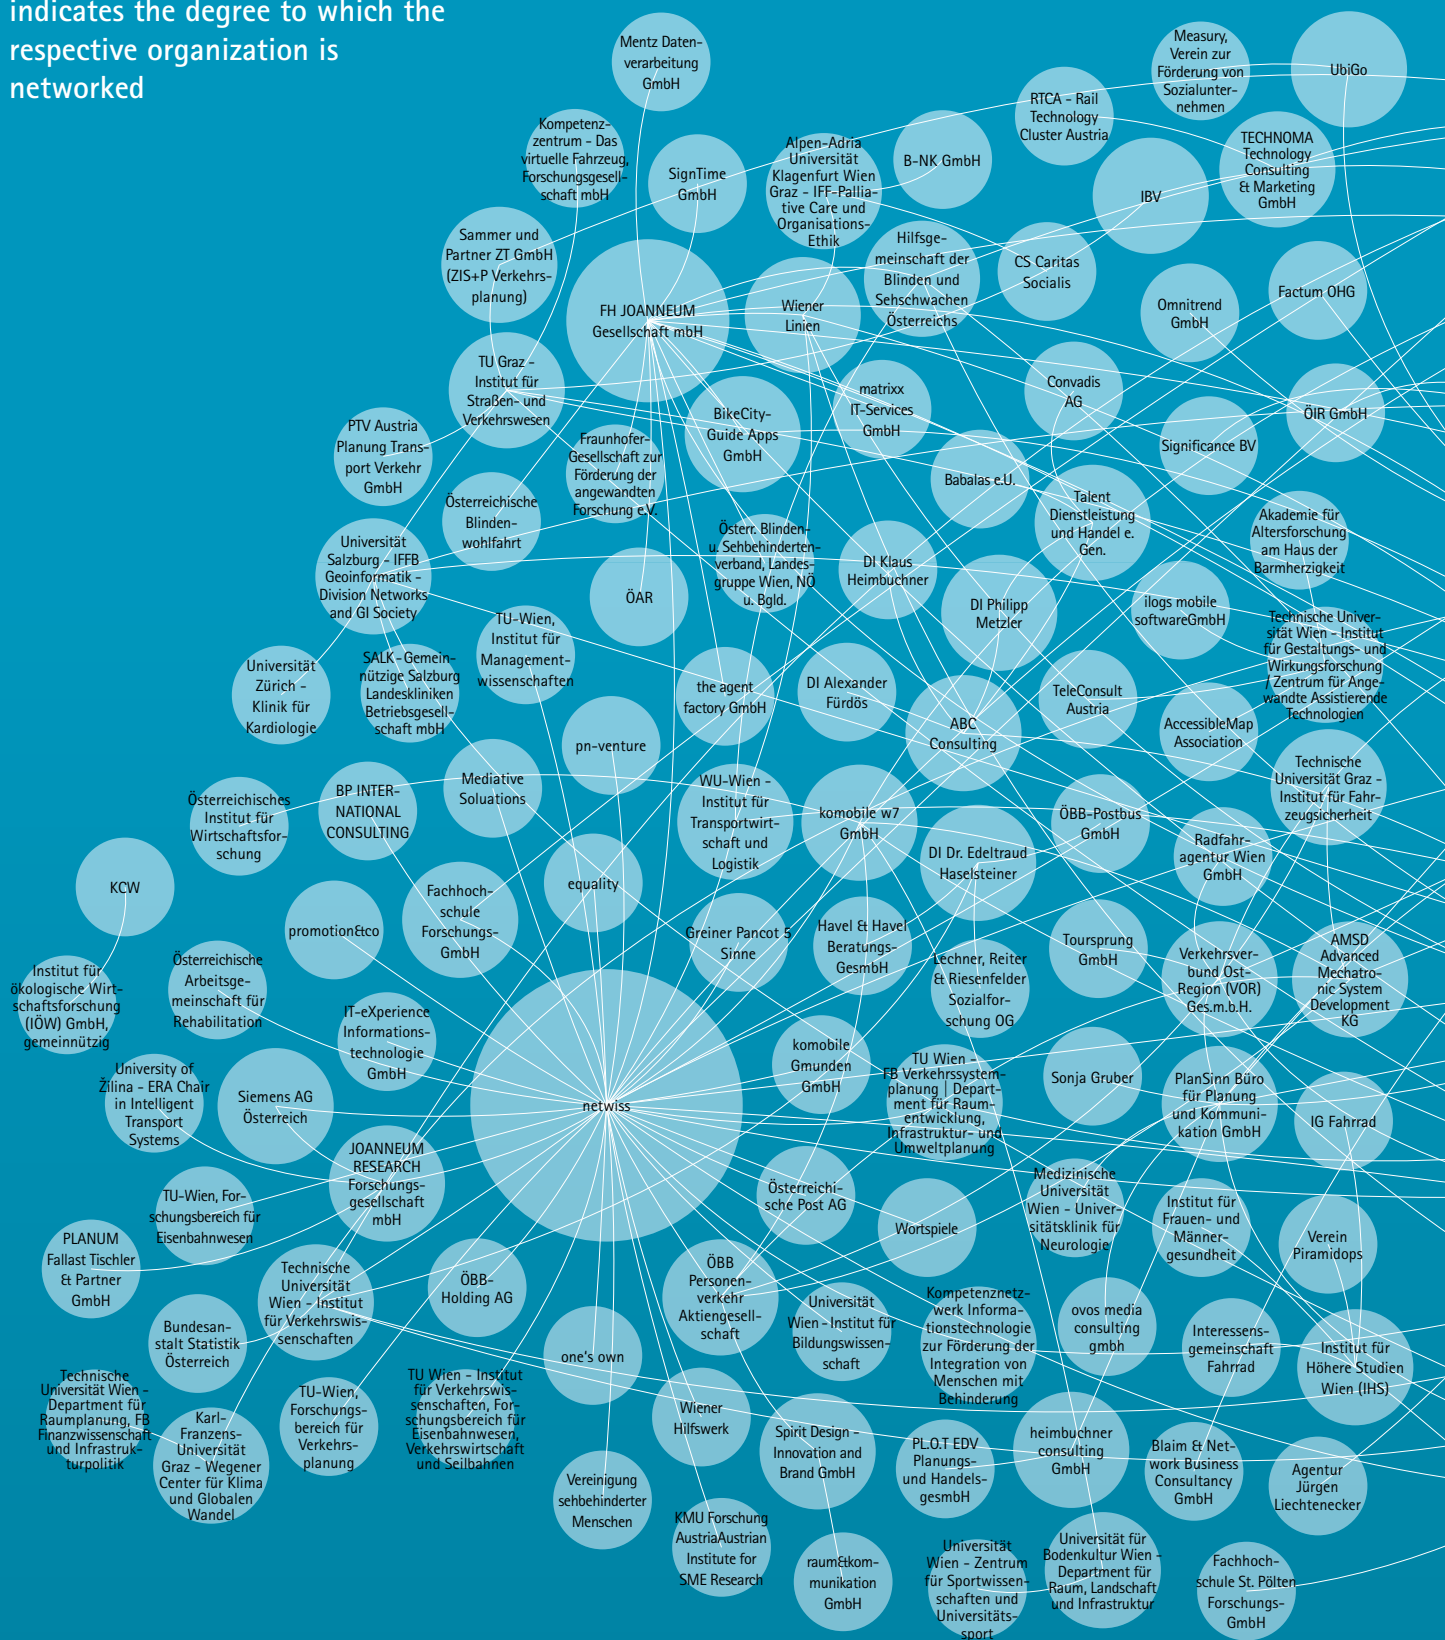 indicates the degree to which the
respective organization is
networked
Mentz Daten-
verarbeitung
GmbH
Measury,
Verein zur
Förderung von
Sozialunter-
nehmen
UbiGo
RTCA - Rail
Technology
Cluster Austria
Kompetenz-
zentrum - Das
virtuelle Fahrzeug,
Forschungsgesell-
schaft mbH
SignTime
GmbH
Alpen-Adria
Universität
Klagenfurt Wien
Graz - IFF-Pallia-
tive Care und
Organisations-
Ethik
B-NK GmbH
TECHNOMA
Technology
Consulting
& Marketing
GmbH
IBV
Sammer und
Partner ZT GmbH
(ZIS+P Verkehrs-
planung)
Hilfsge-
meinschaft der
Blinden und
Sehschwachen
Österreichs
CS Caritas
Socialis
FH JOANNEUM
Gesellschaft mbH
Wiener
Linien
Omnitrend
GmbH
Factum OHG
TU Graz -
Institut für
Straßen- und
Verkehrswesen
BikeCity-
Guide Apps
GmbH
matrixx
IT-Services
GmbH
Convadis
AG
ÖIR GmbH
PTV Austria
Planung Trans-
port Verkehr
GmbH
Fraunhofer-
Gesellschaft zur
Förderung der
angewandten
Forschung e.V.
Significance BV
Babalas e.U.
Österreichische
Blinden-
wohlfahrt
Talent
Dienstleistung
und Handel e.
Gen.
Akademie für
Altersforschung
am Haus der
Barmherzigkeit
Universität
Salzburg - IFFB
Geoinformatik -
Division Networks
and GI Society
Österr. Blinden-
u. Sehbehinderten-
verband, Landes-
gruppe Wien, NÖ
u. Bgld.
DI Klaus
Heimbuchner
ÖAR
DI Philipp
Metzler
ilogs mobile
softwareGmbH
TU-Wien,
Institut für
Management-
wissenschaften
Technische Univer-
sität Wien - Institut
für Gestaltungs- und
Wirkungsforschung
/ Zentrum für Ange-
wandte Assistierende
Technologien
Universität
Zürich -
Klinik für
Kardiologie
SALK - Gemein-
nützige Salzburg
Landeskliniken
Betriebsgesell-
schaft mbH
the agent
factory GmbH
DI Alexander
Fürdös
TeleConsult
Austria
ABC
Consulting
AccessibleMap
Association
pn-venture
Mediative
Soluations
BP INTER-
NATIONAL
CONSULTING
Österreichisches
Institut für
Wirtschaftsfor-
schung
WU-Wien -
Institut für
Transportwirt-
schaft und
Logistik
komobile w7
GmbH
ÖBB-Postbus
GmbH
Technische
Universität Graz -
Institut für Fahr-
zeugsicherheit
Radfahr-
agentur Wien
GmbH
DI Dr. Edeltraud
Haselsteiner
KCW
equality
Fachhoch-
schule
Forschungs-
GmbH
promotion&co
Greiner Pancot 5
Sinne
Havel & Havel
Beratungs-
GesmbH
Toursprung
GmbH
Verkehrsver-
bund Ost-
Region (VOR)
Ges.m.b.H.
AMSD
Advanced
Mechatro-
nic System
Development
KG
Institut für
ökologische Wirt-
schaftsforschung
(IÖW) GmbH,
gemeinnützig
Österreichische
Arbeitsge-
meinschaft für
Rehabilitation
Lechner, Reiter
& Riesenfelder
Sozialfor-
schung OG
IT-eXperience
Informations-
technologie
GmbH
komobile
Gmunden
GmbH
TU Wien -
FB Verkehrssystem-
planung | Depart-
ment für Raum-
entwicklung,
Infrastruktur- und
Umweltplanung
Sonja Gruber
PlanSinn Büro
für Planung
und Kommuni-
kation GmbH
IG Fahrrad
University of
Žilina - ERA Chair
in Intelligent
Transport
Systems
Siemens AG
Österreich
netwiss
JOANNEUM
RESEARCH
Forschungs-
gesellschaft
mbH
Österreichi-
sche Post AG
Medizinische
Universität
Wien - Univer-
sitätsklinik für
Neurologie
Wortspiele
Institut für
Frauen- und
Männer-
gesundheit
Verein
Piramidops
TU-Wien, For-
schungsbereich für
Eisenbahnwesen
PLANUM
Fallast Tischler
& Partner
GmbH
Technische
Universität
Wien - Institut
für Verkehrswis-
senschaften
ÖBB-
Holding AG
ÖBB
Personen-
verkehr
Aktiengesell-
schaft
Universität
Wien - Institut für
Bildungswissen-
schaft
Kompetenznetz-
werk Informa-
tionstechnologie
zur Förderung der
Integration von
Menschen mit
Behinderung
ovos media
consulting
gmbh
Interessens-
gemeinschaft
Fahrrad
Institut für
Höhere Studien
Wien (IHS)
Bundesan-
stalt Statistik
Österreich
one's own
Technische
Universität Wien -
Department für
Raumplanung, FB
Finanzwissenschaft
und Infrastruk-
turpolitik
Karl-
Franzens-
Universität
Graz - Wegener
Center für Klima
und Globalen
Wandel
TU-Wien,
Forschungs-
bereich für
Verkehrs-
planung
TU Wien - Institut
für Verkehrswis-
senschaften, For-
schungsbereich für
Eisenbahnwesen,
Verkehrswirtschaft
und Seilbahnen
Wiener
Hilfswerk
Spirit Design -
Innovation and
Brand GmbH
PL.O.T EDV
Planungs-
und Handels-
gesmbH
heimbuchner
consulting
GmbH
Blaim & Net-
work Business
Consultancy
GmbH
Agentur
Jürgen
Liechtenecker
Vereinigung
sehbehinderter
Menschen
KMU Forschung
AustriaAustrian
Institute for
SME Research
raum&kom-
munikation
GmbH
Universität
Wien - Zentrum
für Sportwissen-
schaften und
Universitäts-
sport
Universität für
Bodenkultur Wien -
Department für
Raum, Landschaft
und Infrastruktur
Fachhoch-
schule St. Pölten
Forschungs-
GmbH